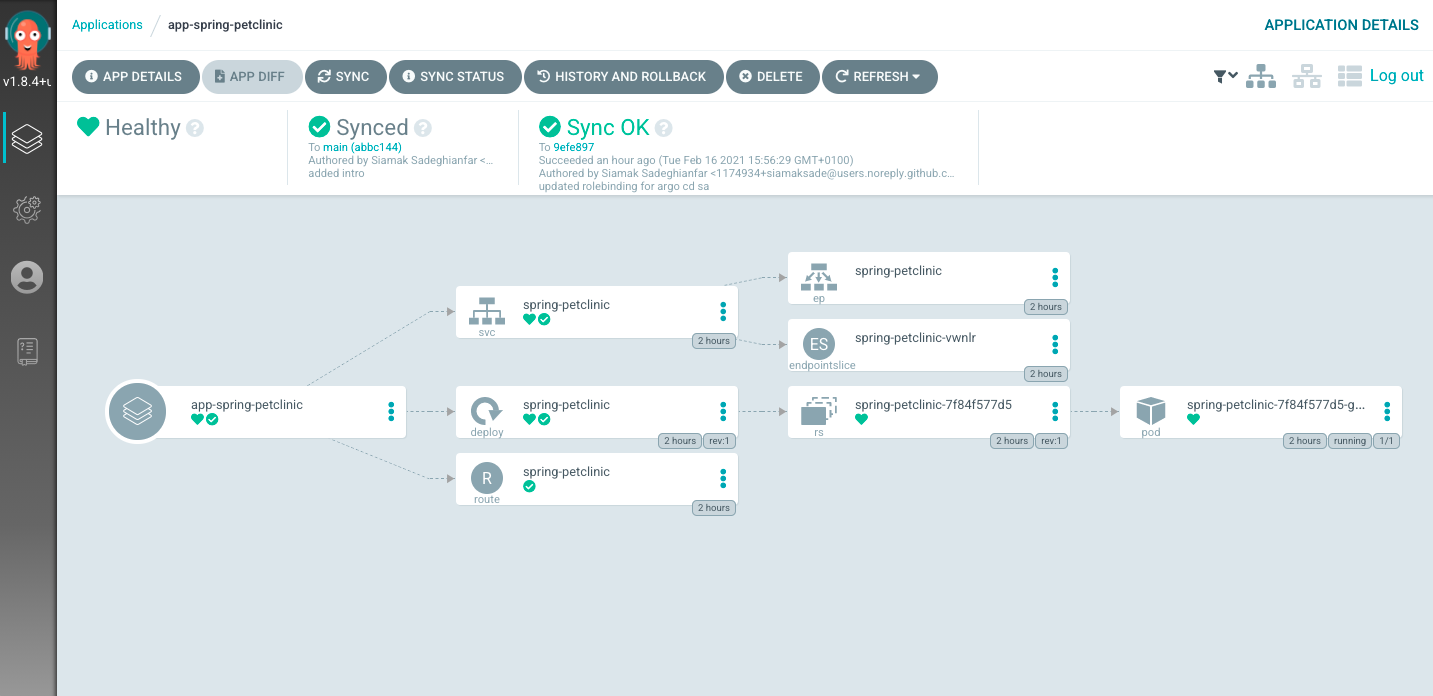 Applications / app-spring-petclinic
APPLICATION DETAILS
v1.8.4+u
APP DETAILS
APP DIFF
SYNC
SYNC STATUS
HISTORY AND ROLLBACK
DELETE
REFRESH
Log out
Healthy
Synced
To main (abbc144)
Authored by Siamak Sadeghianfar <...
added intro
Sync OK
To 9efe897
Succeeded an hour ago (Tue Feb 16 2021 15:56:29 GMT+0100)
Authored by Siamak Sadeghianfar <1174934+siamaksade@users.noreply.github.c...
updated rolebinding for argo cd sa
app-spring-petclinic
svc
spring-petclinic
2 hours
ep
spring-petclinic
2 hours
ES
endpointslice
spring-petclinic-vwnlr
2 hours
deploy
spring-petclinic
2 hours
rev:1
rs
spring-petclinic-7f84f577d5
2 hours
rev:1
pod
spring-petclinic-7f84f577d5-g...
2 hours
running
1/1
R
route
spring-petclinic
2 hours